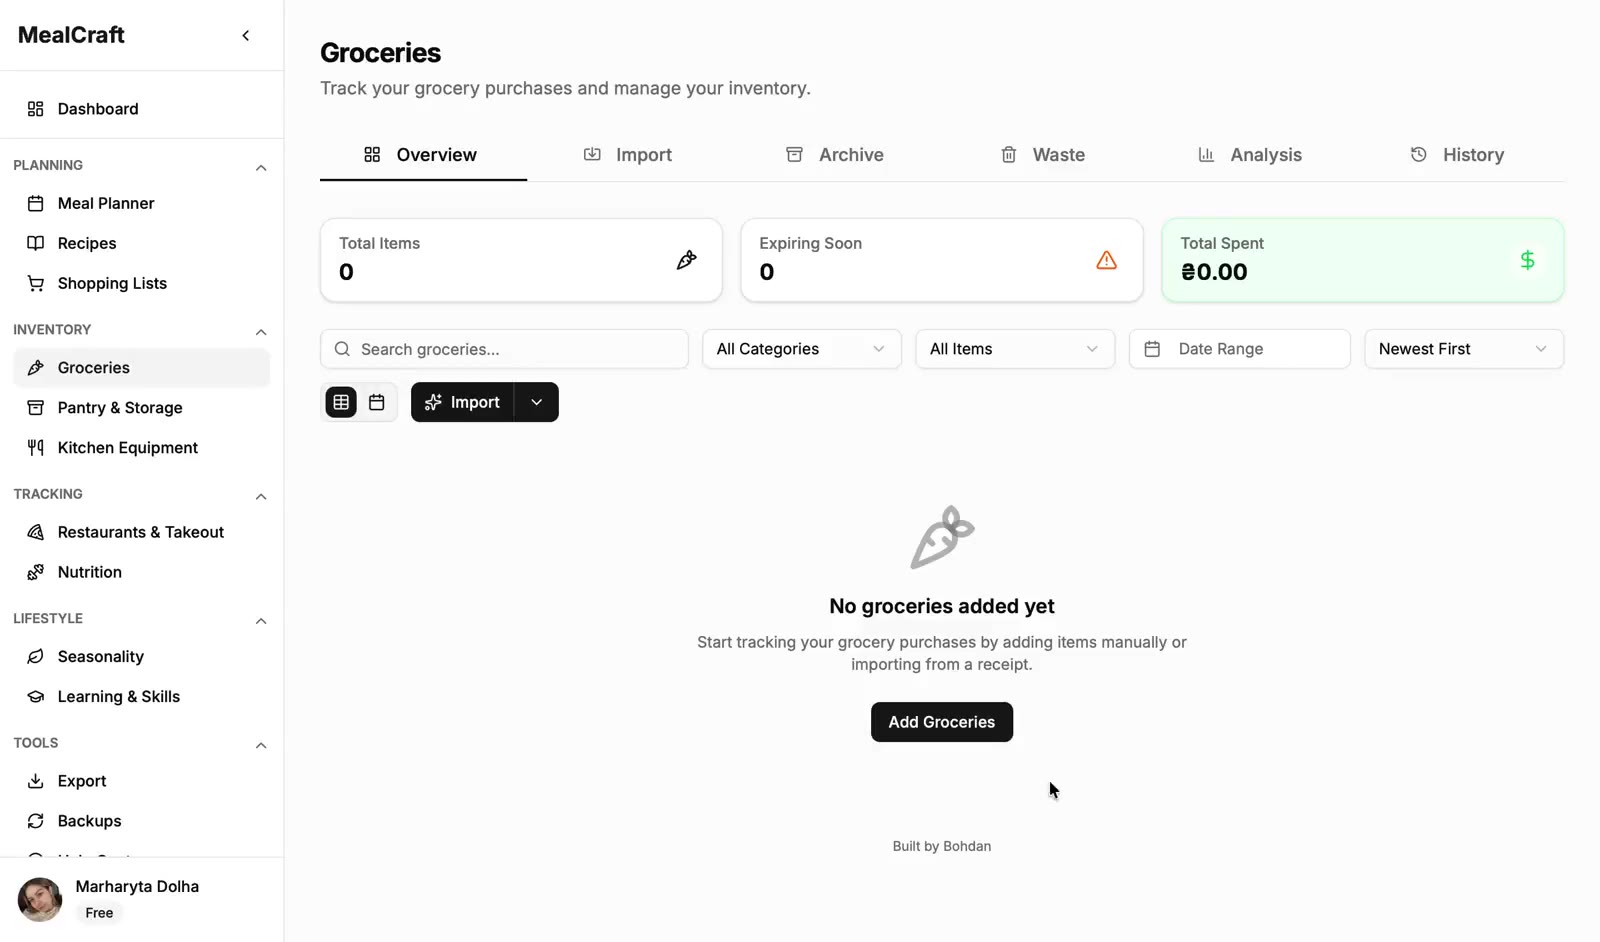 MealCraft
Dashboard
PLANNING
Meal Planner
Recipes
Shopping Lists
INVENTORY
Groceries
Pantry & Storage
Kitchen Equipment
TRACKING
Restaurants & Takeout
Nutrition
LIFESTYLE
Seasonality
Learning & Skills
TOOLS
Export
Backups
Marharyta Dolha
Free
Groceries
Track your grocery purchases and manage your inventory.
Overview
Import
Archive
Waste
Analysis
History
Total Items
0
Expiring Soon
0
Total Spent
₴0.00
Search groceries...
All Categories
All Items
Date Range
Newest First
Import
No groceries added yet
Start tracking your grocery purchases by adding items manually or
importing from a receipt.
Add Groceries
Built by Bohdan